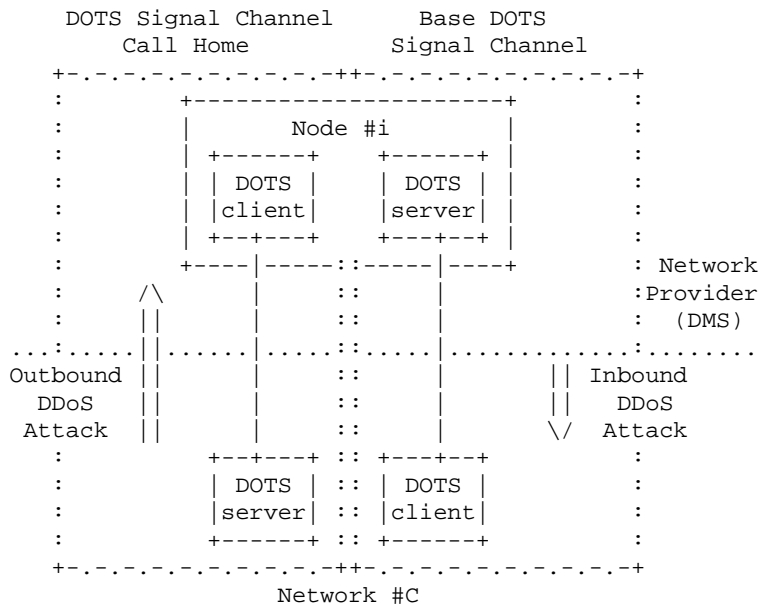 DOTS Signal Channel Base DOTS
Call Home Signal Channel
Node #i
DOTS DOTS
client server
Network
Provider
(DMS)
Outbound Inbound
DDoS DDoS
Attack Attack
DOTS DOTS
server client
Network #C